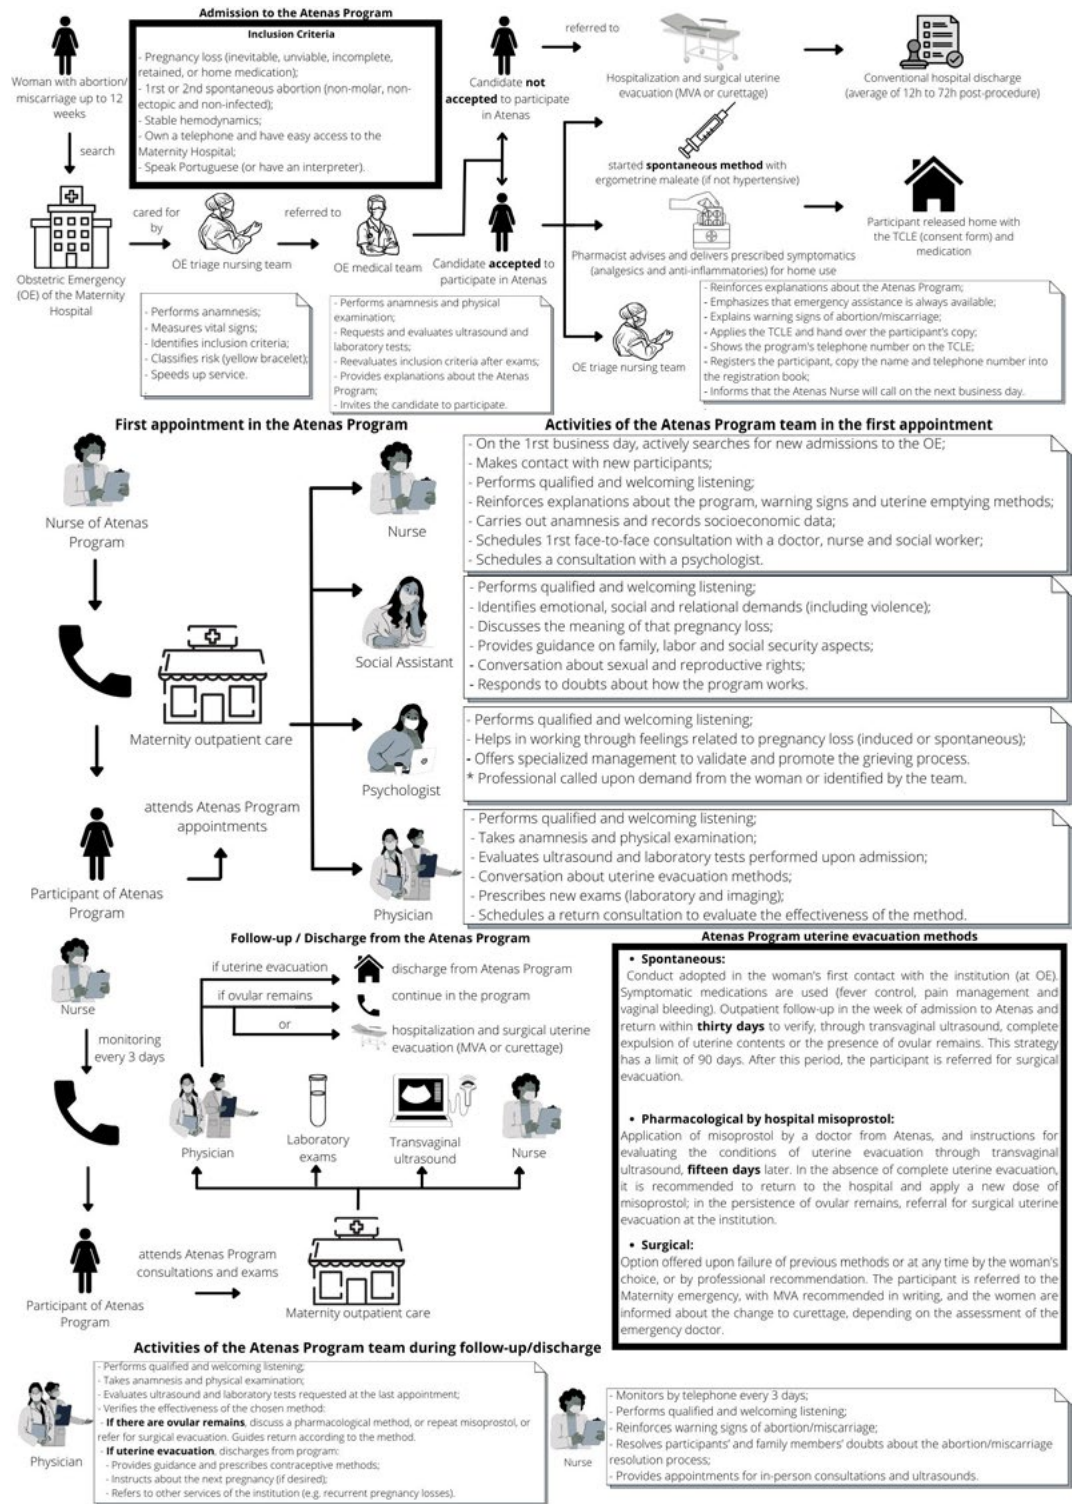 Admission to the Atenas Program
Woman with abortion/
miscarriage up to 12
weeks
search
Obstetric Emergency
(OE) of the Maternity
Hospital
Inclusion Criteria
- Pregnancy loss (inevitable, unviable, incomplete,
retained, or home medication);
- 1rst or 2nd spontaneous abortion (non-molar, non-
ectopic and non-infected);
- Stable hemodynamics;
- Own a telephone and have easy access to the
Maternity Hospital;
- Speak Portuguese (or have an interpreter).
cared for
by
OE triage nursing team
referred to
OE medical team
- Performs anamnesis;
- Measures vital signs;
- Identifies inclusion criteria;
- Classifies risk (yellow bracelet);
- Speeds up service.
- Performs anamnesis and physical
examination;
- Requests and evaluates ultrasound and
laboratory tests;
- Reevaluates inclusion criteria after exams;
- Provides explanations about the Atenas
Program;
- Invites the candidate to participate.
Candidate not
accepted to participate
in Atenas
Candidate accepted to
participate in Atenas
referred to
Hospitalization and surgical uterine
evacuation (MVA or curettage)
Conventional hospital discharge
(average of 12h to 72h post-procedure)
started spontaneous method with
ergometrine maleate (if not hypertensive)
Pharmacist advises and delivers prescribed symptomatics
(analgesics and anti-inflammatories) for home use
Participant released home with
the TCLE (consent form) and
medication
OE triage nursing team
- Reinforces explanations about the Atenas Program;
- Emphasizes that emergency assistance is always available;
- Explains warning signs of abortion/miscarriage;
- Applies the TCLE and hand over the participant's copy;
- Shows the program's telephone number on the TCLE;
- Registers the participant, copy the name and telephone number into
the registration book;
- Informs that the Atenas Nurse will call on the next business day.
First appointment in the Atenas Program
Nurse of Atenas
Program
Participant of Atenas
Program
attends Atenas Program
appointments
Maternity outpatient care
Activities of the Atenas Program team in the first appointment
Nurse
- On the 1rst business day, actively searches for new admissions to the OE;
- Makes contact with new participants;
- Performs qualified and welcoming listening;
- Reinforces explanations about the program, warning signs and uterine emptying methods;
- Carries out anamnesis and records socioeconomic data;
- Schedules 1rst face-to-face consultation with a doctor, nurse and social worker;
- Schedules a consultation with a psychologist.
Social Assistant
- Performs qualified and welcoming listening;
- Identifies emotional, social and relational demands (including violence);
- Discusses the meaning of that pregnancy loss;
- Provides guidance on family, labor and social security aspects;
- Conversation about sexual and reproductive rights;
- Responds to doubts about how the program works.
Psychologist
- Performs qualified and welcoming listening;
- Helps in working through feelings related to pregnancy loss (induced or spontaneous);
- Offers specialized management to validate and promote the grieving process.
* Professional called upon demand from the woman or identified by the team.
Physician
- Performs qualified and welcoming listening;
- Takes anamnesis and physical examination;
- Evaluates ultrasound and laboratory tests performed upon admission;
- Conversation about uterine evacuation methods;
- Prescribes new exams (laboratory and imaging);
- Schedules a return consultation to evaluate the effectiveness of the method.
Follow-up / Discharge from the Atenas Program
Nurse
monitoring
every 3 days
Participant of Atenas
Program
attends Atenas Program
consultations and exams
Maternity outpatient care
if uterine evacuation
discharge from Atenas Program
if ovular remains
continue in the program
or
hospitalization and surgical uterine
evacuation (MVA or curettage)
Physician
Laboratory
exams
Transvaginal
ultrasound
Nurse
Atenas Program uterine evacuation methods
• Spontaneous:
Conduct adopted in the woman's first contact with the institution (at OE).
Symptomatic medications are used (fever control, pain management and
vaginal bleeding). Outpatient follow-up in the week of admission to Atenas and
return within thirty days to verify, through transvaginal ultrasound, complete
expulsion of uterine contents or the presence of ovular remains. This strategy
has a limit of 90 days. After this period, the participant is referred for surgical
evacuation.
• Pharmacological by hospital misoprostol:
Application of misoprostol by a doctor from Atenas, and instructions for
evaluating the conditions of uterine evacuation through transvaginal
ultrasound, fifteen days later. In the absence of complete uterine evacuation,
it is recommended to return to the hospital and apply a new dose of
misoprostol; in the persistence of ovular remains, referral for surgical uterine
evacuation at the institution.
• Surgical:
Option offered upon failure of previous methods or at any time by the woman's
choice, or by professional recommendation. The participant is referred to the
Maternity emergency, with MVA recommended in writing, and the women are
informed about the change to curettage, depending on the assessment of the
emergency doctor.
Activities of the Atenas Program team during follow-up/discharge
Physician
- Performs qualified and welcoming listening;
- Takes anamnesis and physical examination;
- Evaluates ultrasound and laboratory tests requested at the last appointment;
- Verifies the effectiveness of the chosen method:
- If there are ovular remains, discuss a pharmacological method, or repeat misoprostol, or
refer for surgical evacuation. Guides return according to the method.
- If uterine evacuation, discharges from program:
- Provides guidance and prescribes contraceptive methods;
- Instructs about the next pregnancy (if desired);
- Refers to other services of the institution (e.g. recurrent pregnancy losses).
Nurse
- Monitors by telephone every 3 days;
- Performs qualified and welcoming listening;
- Reinforces warning signs of abortion/miscarriage;
- Resolves participants' and family members' doubts about the abortion/miscarriage
resolution process;
- Provides appointments for in-person consultations and ultrasounds.